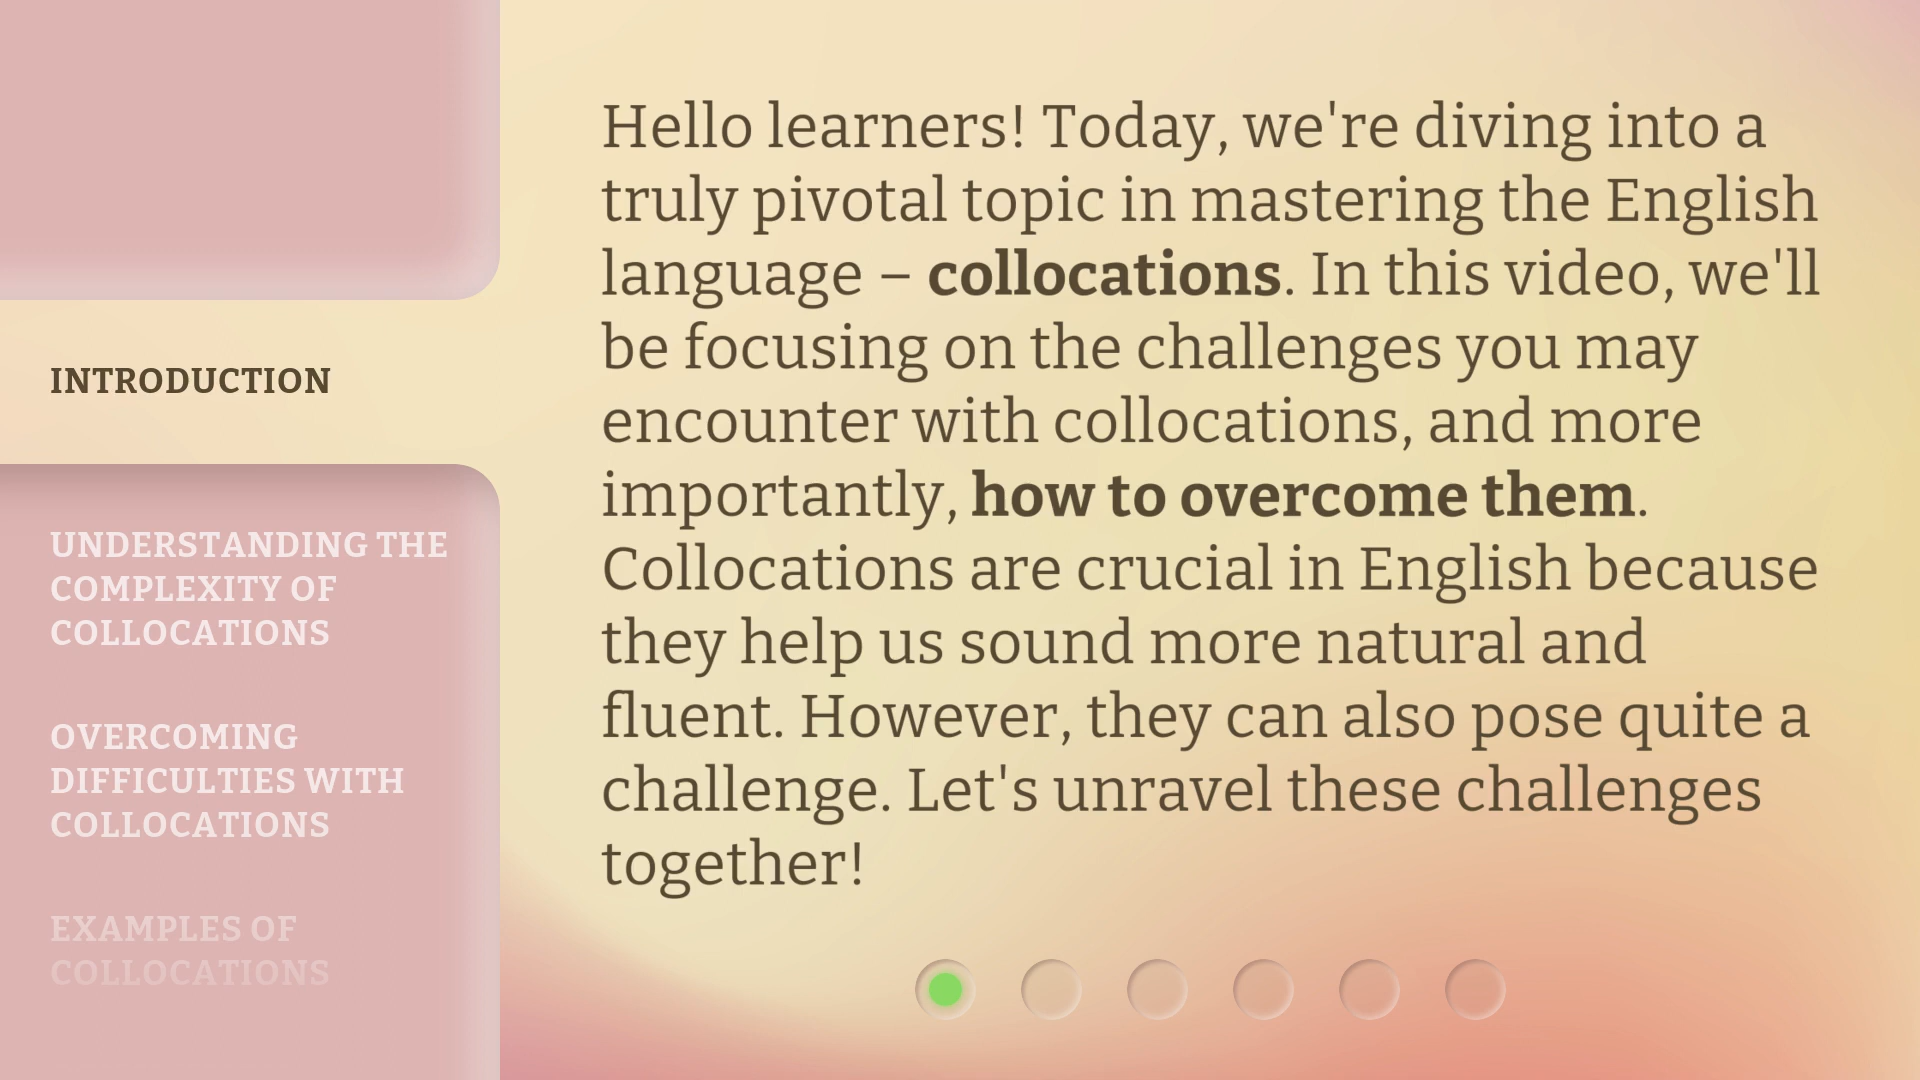 INTRODUCTION
UNDERSTANDING THE
COMPLEXITY OF
COLLOCATIONS
OVERCOMING
DIFFICULTIES WITH
COLLOCATIONS
EXAMPLES OF
COLLOCATIONS
Hello learners! Today, we're diving into a
truly pivotal topic in mastering the English
language – collocations. In this video, we'll
be focusing on the challenges you may
encounter with collocations, and more
importantly, how to overcome them.
Collocations are crucial in English because
they help us sound more natural and
fluent. However, they can also pose quite a
challenge. Let's unravel these challenges
together!